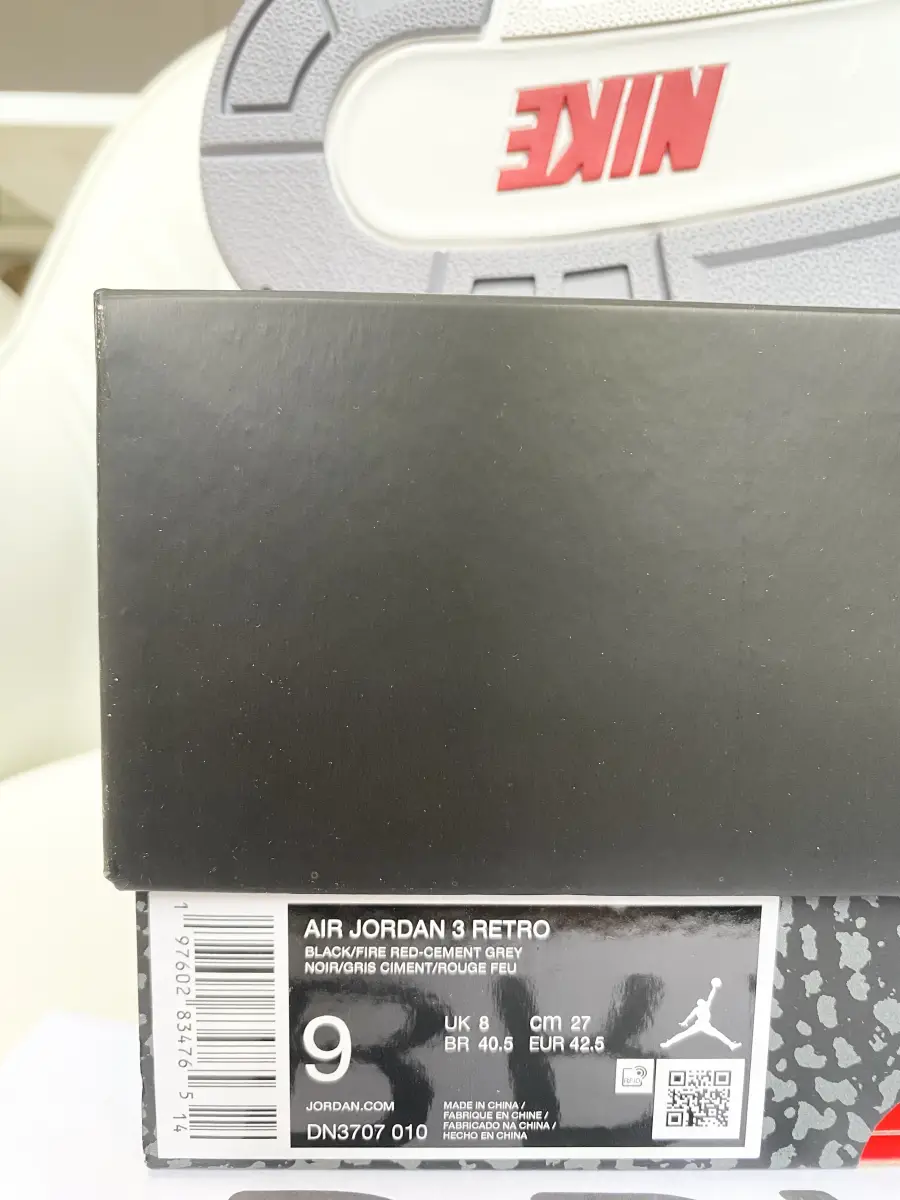 NIKE
AIR JORDAN 3 RETRO
BLACK/FIRE RED-CEMENT GREY
NOIR/GRIS CIMENT/ROUGE FEU
9
UK 8 cm 27
BR 40.5 EUR 42.5
RFID
JORDAN.COM
DN3707 010
MADE IN CHINA /
FABRIQUE EN CHINE /
FABRICADO NA CHINA /
HECHO EN CHINA
1 97602 83476 5 14